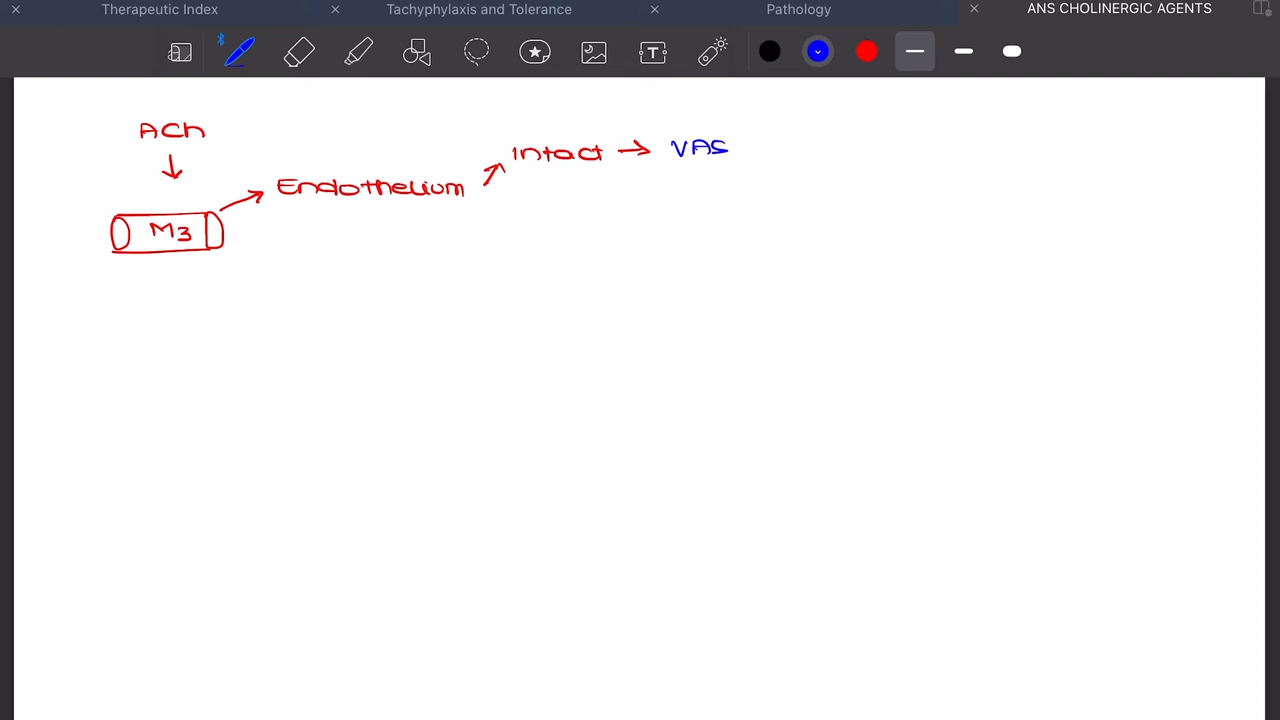 Therapeutic Index
Tachyphylaxis and Tolerance
Pathology
ANS CHOLINERGIC AGENTS
ACh
Intact → VAS
Endothelium
M3